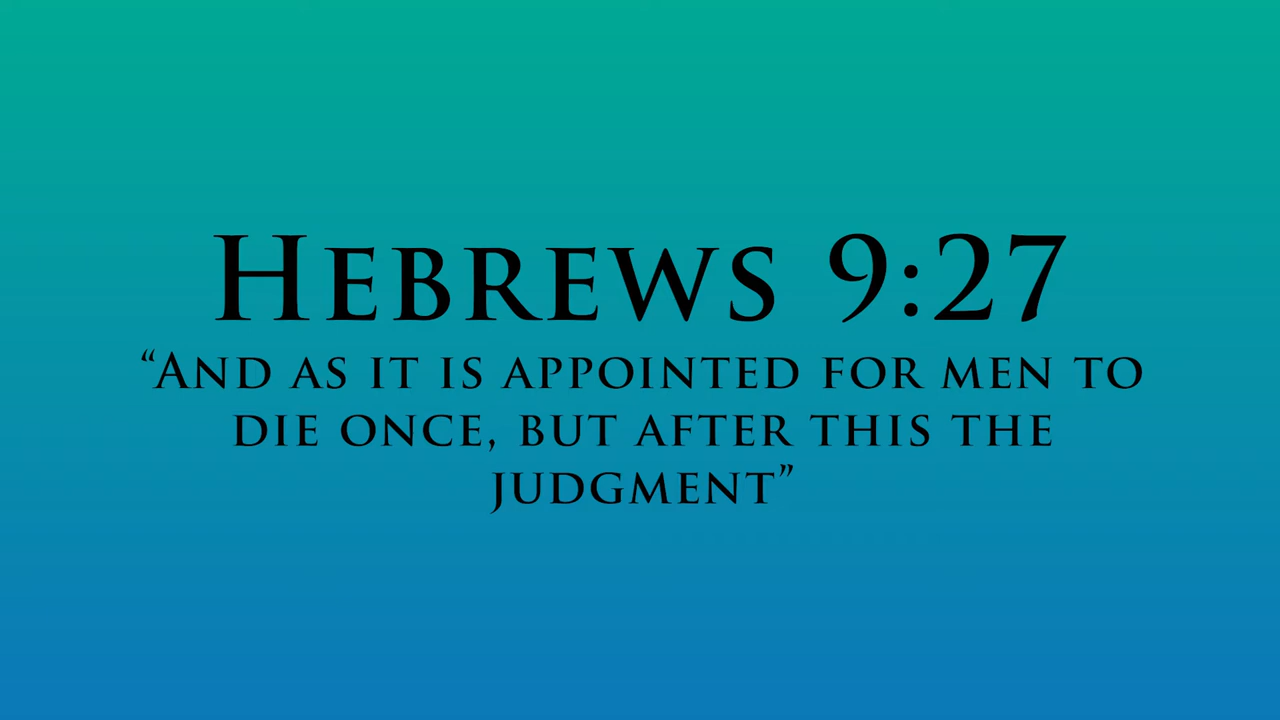 Hebrews 9:27
“And as it is appointed for men to
die once, but after this the
judgment”